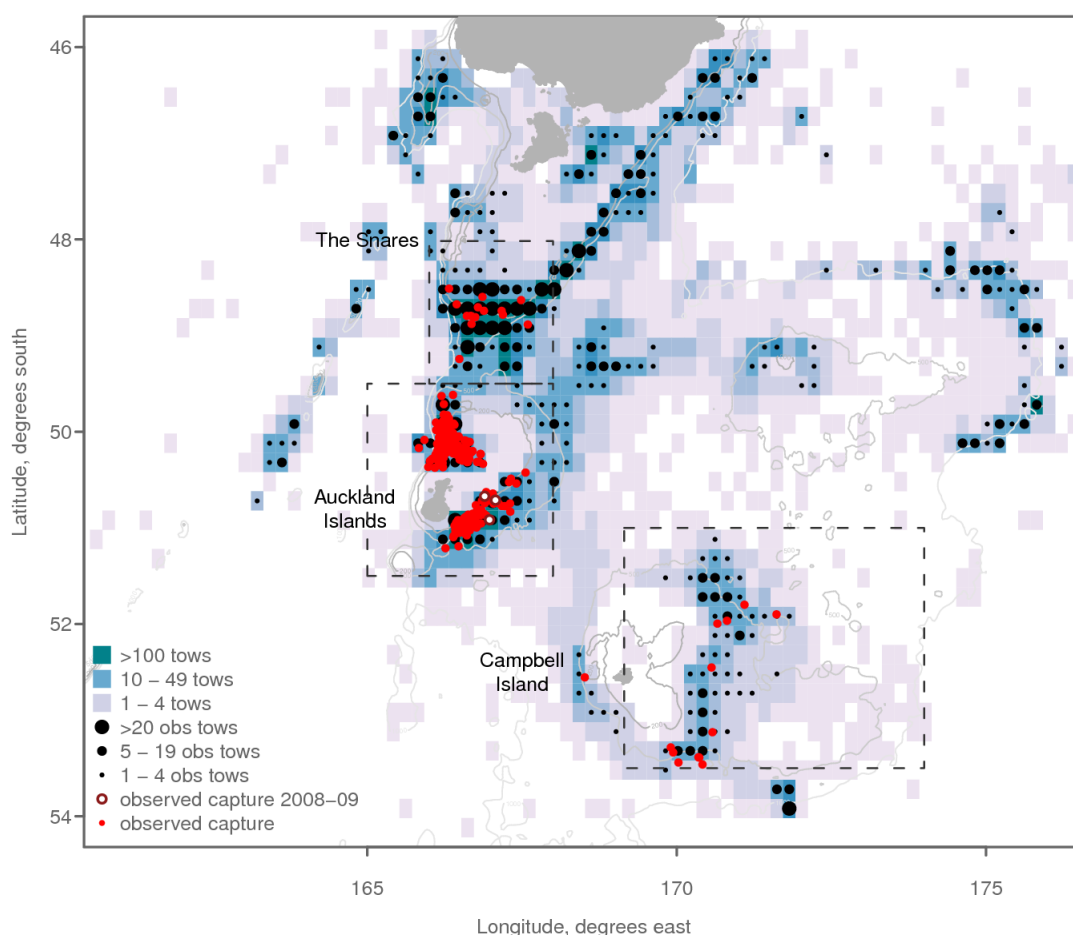 46
48
50
52
54
Latitude, degrees south
The Snares
Auckland
Islands
Campbell
Island
>100 tows
10 − 49 tows
1 − 4 tows
>20 obs tows
5 − 19 obs tows
1 − 4 obs tows
observed capture 2008−09
observed capture
165
170
175
Longitude, degrees east